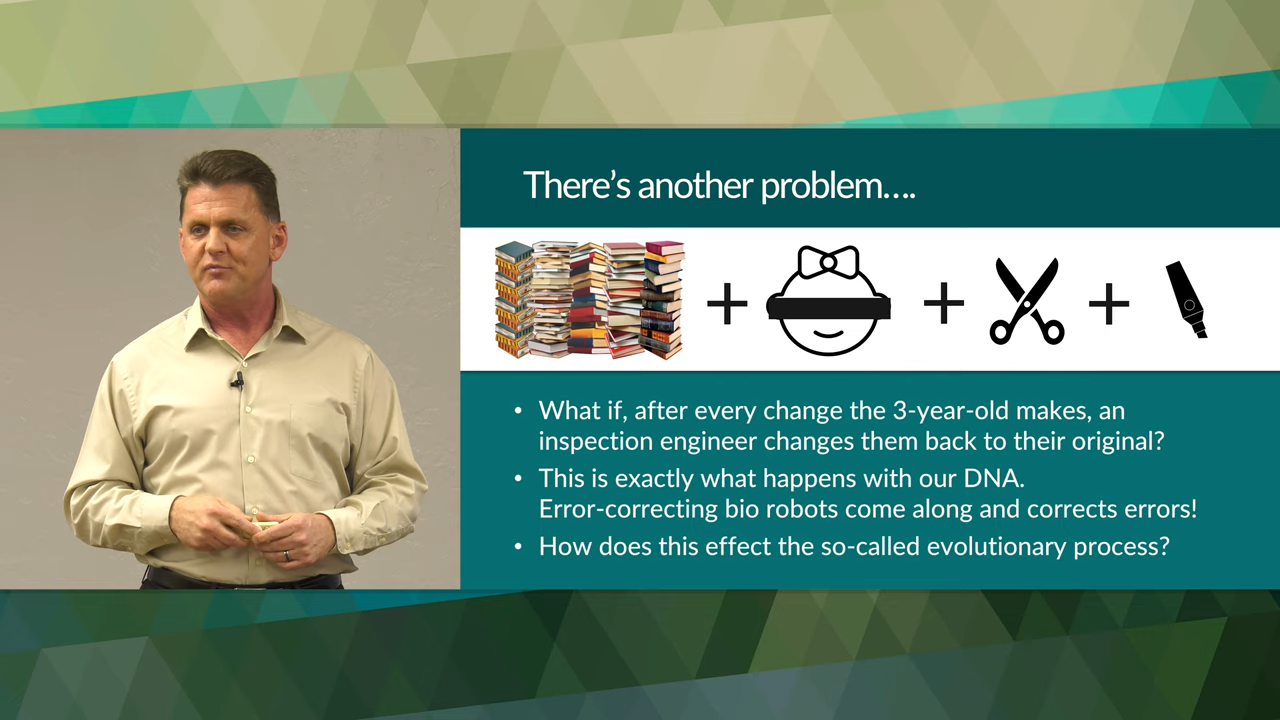 There's another problem....
What if, after every change the 3-year-old makes, an
inspection engineer changes them back to their original?
This is exactly what happens with our DNA.
Error-correcting bio robots come along and corrects errors!
How does this effect the so-called evolutionary process?